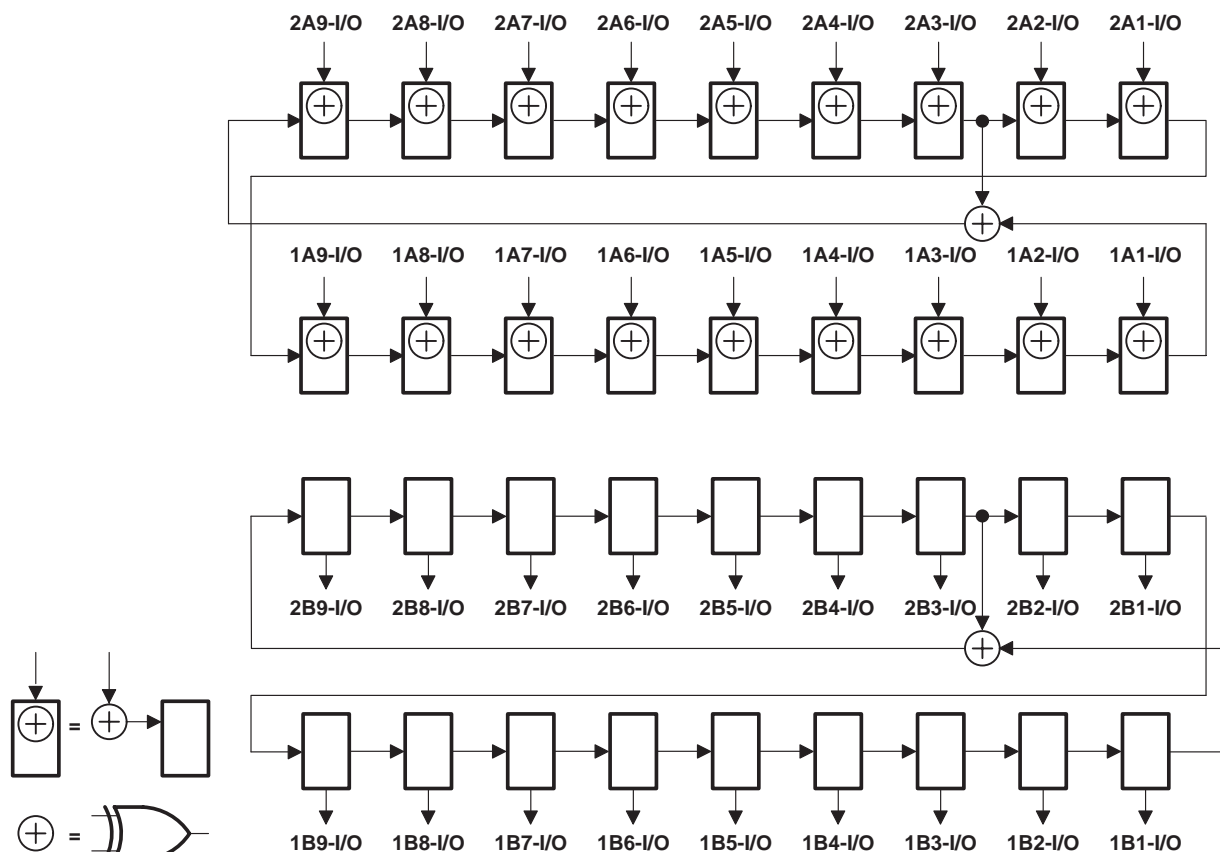 2A9-I/O 2A8-I/O 2A7-I/O 2A6-I/O 2A5-I/O 2A4-I/O 2A3-I/O 2A2-I/O 2A1-I/O
1A9-I/O 1A8-I/O 1A7-I/O 1A6-I/O 1A5-I/O 1A4-I/O 1A3-I/O 1A2-I/O 1A1-I/O
2B9-I/O 2B8-I/O 2B7-I/O 2B6-I/O 2B5-I/O 2B4-I/O 2B3-I/O 2B2-I/O 2B1-I/O
=
=
1B9-I/O 1B8-I/O 1B7-I/O 1B6-I/O 1B5-I/O 1B4-I/O 1B3-I/O 1B2-I/O 1B1-I/O